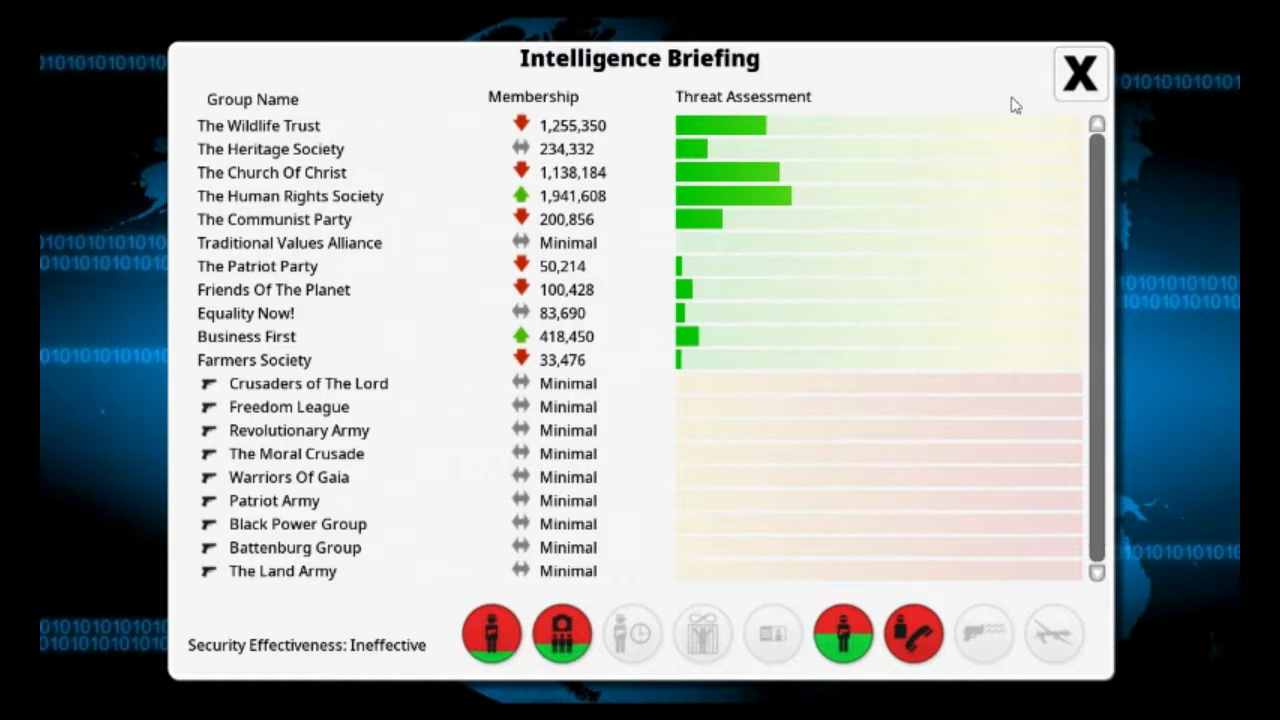 Intelligence Briefing
X
Group Name Membership Threat Assessment
The Wildlife Trust 1,255,350
The Heritage Society 234,332
The Church Of Christ 1,138,184
The Human Rights Society 1,941,608
The Communist Party 200,856
Traditional Values Alliance Minimal
The Patriot Party 50,214
Friends Of The Planet 100,428
Equality Now! 83,690
Business First 418,450
Farmers Society 33,476
Crusaders of The Lord Minimal
Freedom League Minimal
Revolutionary Army Minimal
The Moral Crusade Minimal
Warriors Of Gaia Minimal
Patriot Army Minimal
Black Power Group Minimal
Battenburg Group Minimal
The Land Army Minimal
Security Effectiveness: Ineffective